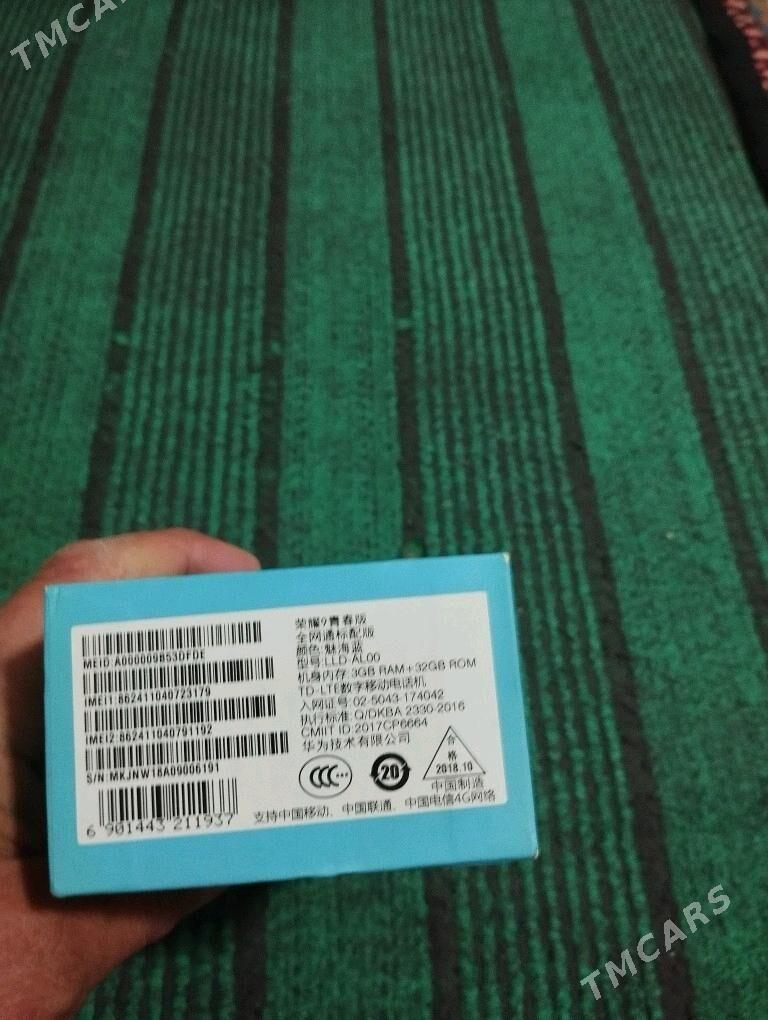 TMCARS
MEID:A000009853DFDE
IMEI1:862411040723179
IMEI2:862411040791192
S/N:MKJNW18A09006191
6 901443 211937
荣耀9青春版
全网通标配版
颜色:魅海蓝
型号:LLD-AL00
机身内存:3GB RAM+32GB ROM
TD-LTE数字移动电话机
入网证号:02-5043-174042
执行标准:Q/DKBA 2330-2016
CMIIT ID:2017CP6664
华为技术有限公司
CCC
20
合
格
2018.10
中国制造
支持中国移动、中国联通、中国电信4G网络
TMCARS